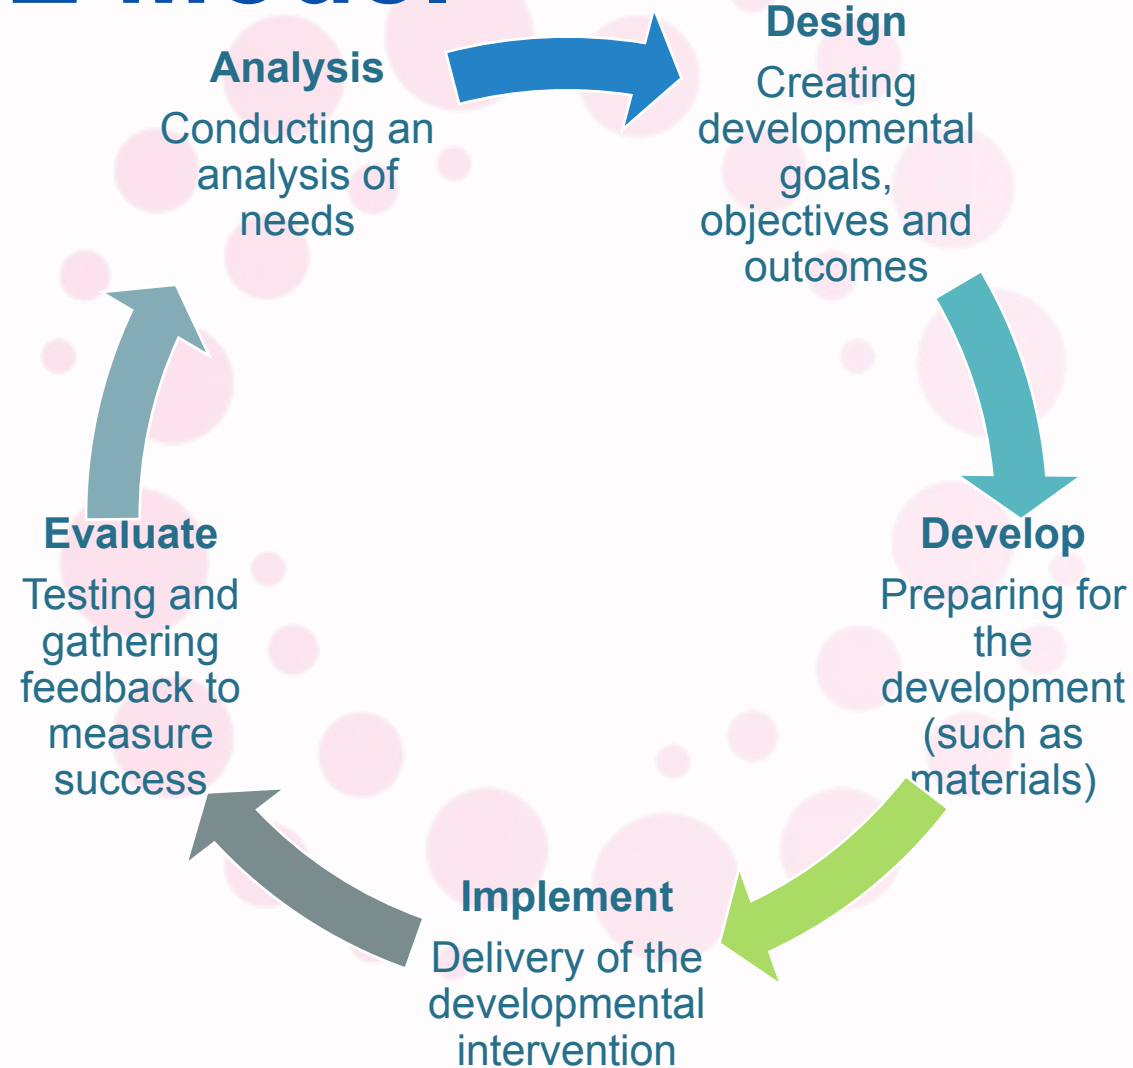 Model
Analysis
Conducting an
analysis of
needs
Design
Creating
developmental
goals,
objectives and
outcomes
Develop
Preparing for
the
development
(such as
materials)
Implement
Delivery of the
developmental
intervention
Evaluate
Testing and
gathering
feedback to
measure
success